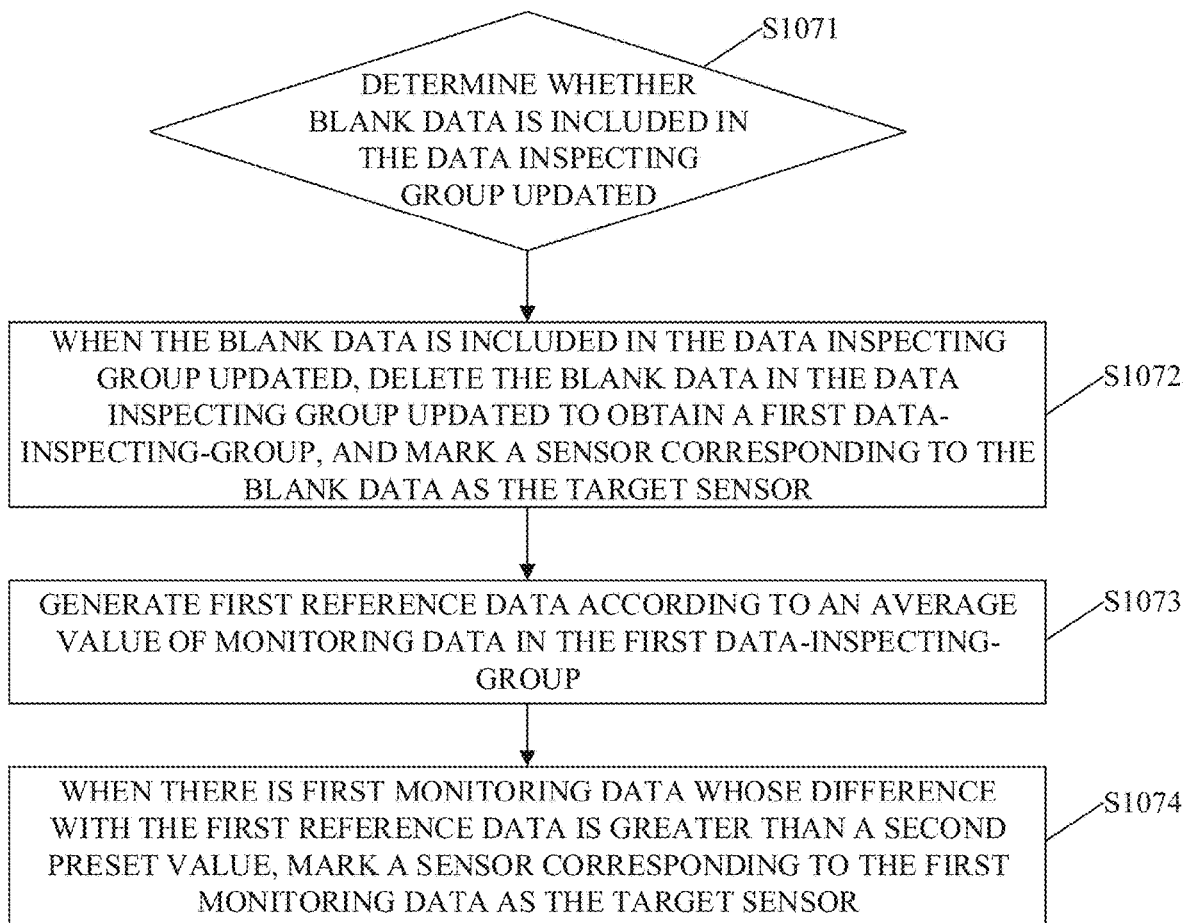 S1071
DETERMINE WHETHER
BLANK DATA IS INCLUDED IN
THE DATA INSPECTING
GROUP UPDATED
WHEN THE BLANK DATA IS INCLUDED IN THE DATA INSPECTING
GROUP UPDATED, DELETE THE BLANK DATA IN THE DATA
INSPECTING GROUP UPDATED TO OBTAIN A FIRST DATA-
INSPECTING-GROUP, AND MARK A SENSOR CORRESPONDING TO THE
BLANK DATA AS THE TARGET SENSOR
S1072
GENERATE FIRST REFERENCE DATA ACCORDING TO AN AVERAGE
VALUE OF MONITORING DATA IN THE FIRST DATA-INSPECTING-
GROUP
S1073
WHEN THERE IS FIRST MONITORING DATA WHOSE DIFFERENCE
WITH THE FIRST REFERENCE DATA IS GREATER THAN A SECOND
PRESET VALUE, MARK A SENSOR CORRESPONDING TO THE FIRST
MONITORING DATA AS THE TARGET SENSOR
S1074